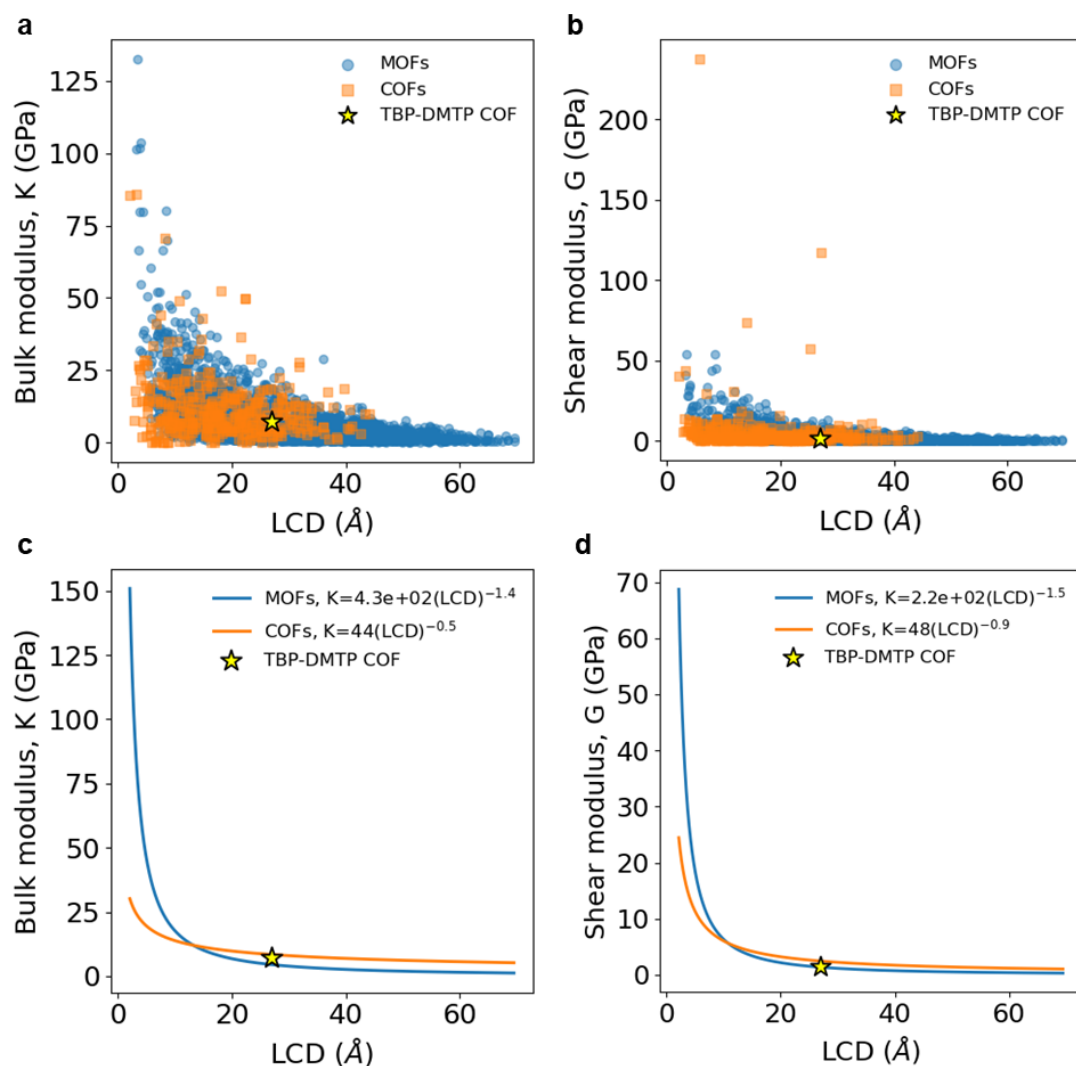 a
MOFs
COFs
TBP-DMTP COF
Bulk modulus, K (GPa)
125
100
75
50
25
0
0 20 40 60
LCD (Å)
b
MOFs
COFs
TBP-DMTP COF
Shear modulus, G (GPa)
200
150
100
50
0
0 20 40 60
LCD (Å)
c
MOFs, K=4.3e+02(LCD)⁻¹·⁴
COFs, K=44(LCD)⁻⁰·⁵
TBP-DMTP COF
Bulk modulus, K (GPa)
150
125
100
75
50
25
0
0 20 40 60
LCD (Å)
d
MOFs, K=2.2e+02(LCD)⁻¹·⁵
COFs, K=48(LCD)⁻⁰·⁹
TBP-DMTP COF
Shear modulus, G (GPa)
70
60
50
40
30
20
10
0
0 20 40 60
LCD (Å)